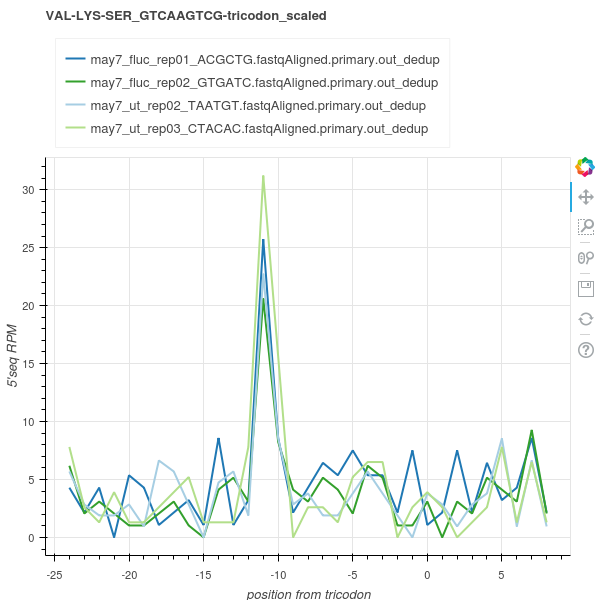 VAL-LYS-SER_GTCAAGTCG-tricodon_scaled
may7_fluc_rep01_ACGCTG.fastqAligned.primary.out_dedup
may7_fluc_rep02_GTGATC.fastqAligned.primary.out_dedup
may7_ut_rep02_TAATGT.fastqAligned.primary.out_dedup
may7_ut_rep03_CTACAC.fastqAligned.primary.out_dedup
30
25
20
15
10
5
0
5'seq RPM
-25 -20 -15 -10 -5 0 5
position from tricodon